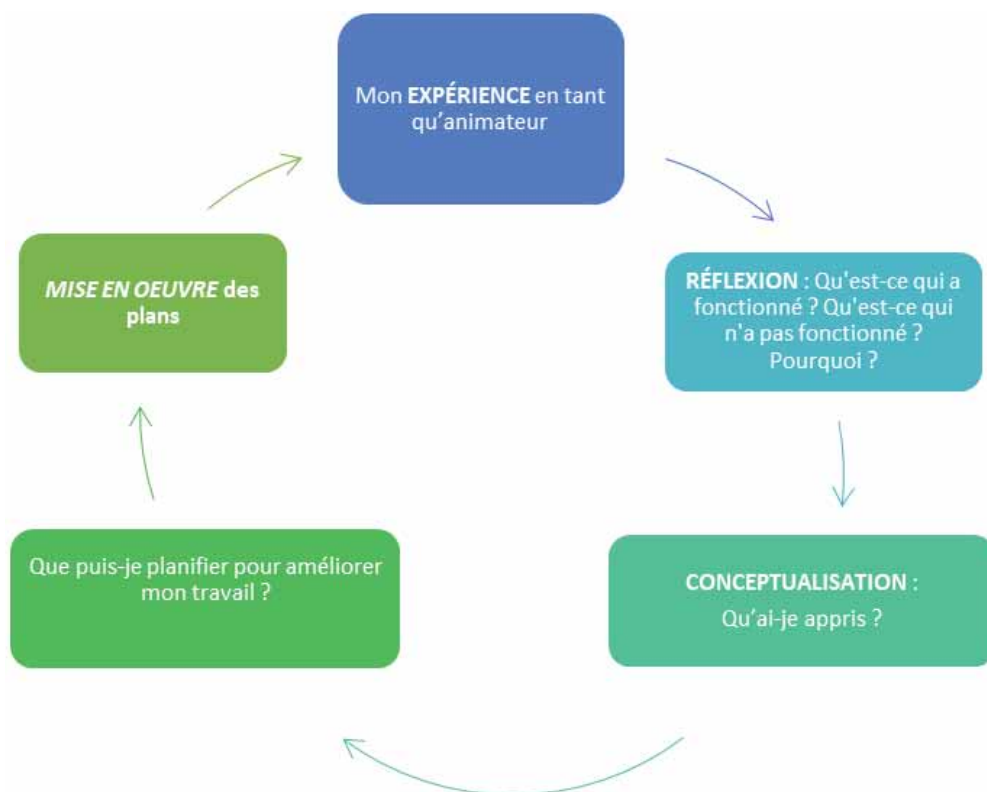 Mon EXPÉRIENCE en tant
qu'animateur
RÉFLEXION : Qu'est-ce qui a
fonctionné ? Qu'est-ce qui
n'a pas fonctionné ?
Pourquoi ?
CONCEPTUALISATION :
Qu'ai-je appris ?
Que puis-je planifier pour améliorer
mon travail ?
MISE EN OEUVRE des
plans